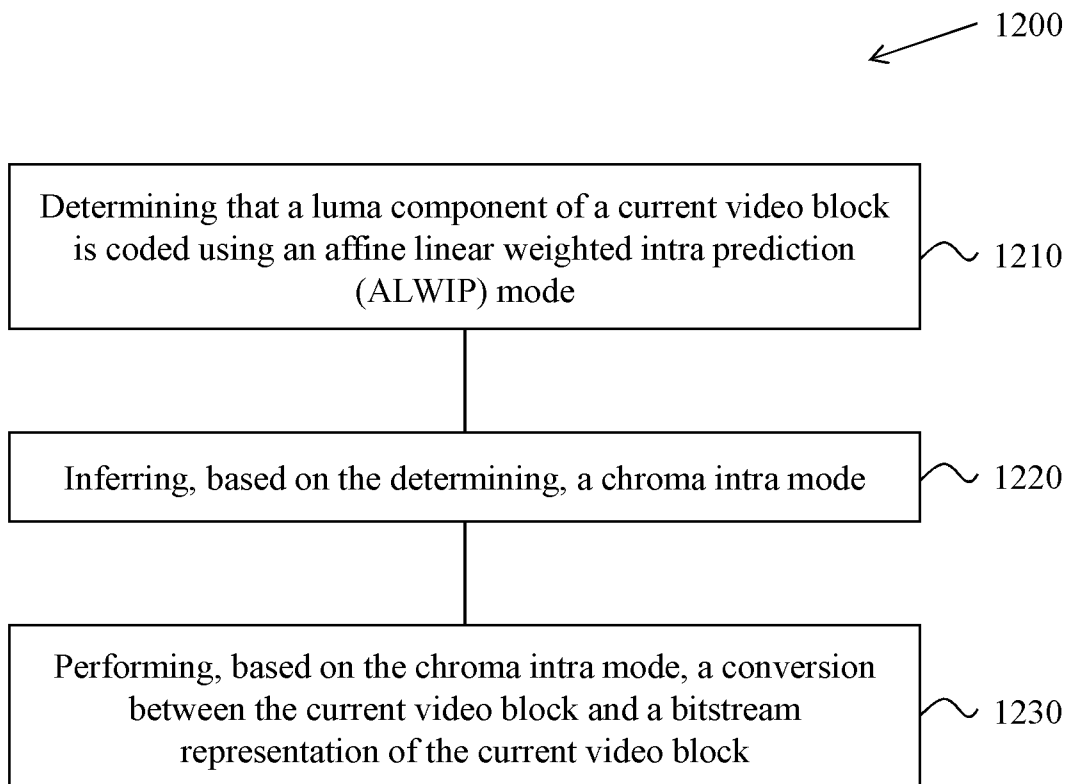 1200
Determining that a luma component of a current video block
is coded using an affine linear weighted intra prediction
(ALWIP) mode
1210
Inferring, based on the determining, a chroma intra mode
1220
Performing, based on the chroma intra mode, a conversion
between the current video block and a bitstream
representation of the current video block
1230